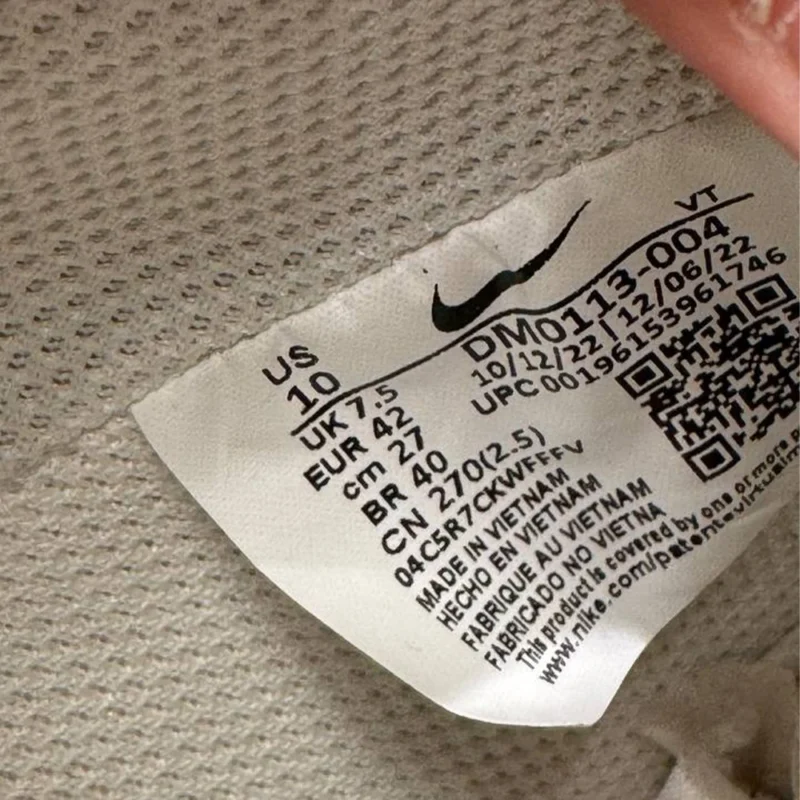 VT
US
10
UK 7.5
EUR 42
cm 27
BR 40
CN 270(2.5)
DM0113-004
10/12/22 | 12/06/22
UPC 00196153961746
04C5R7CKWFFFV
MADE IN VIETNAM
HECHO EN VIETNAM
FABRIQUE AU VIETNAM
FABRICADO NO VIETNA
This product is covered by one or more p
www.nike.com/patentevirtualm